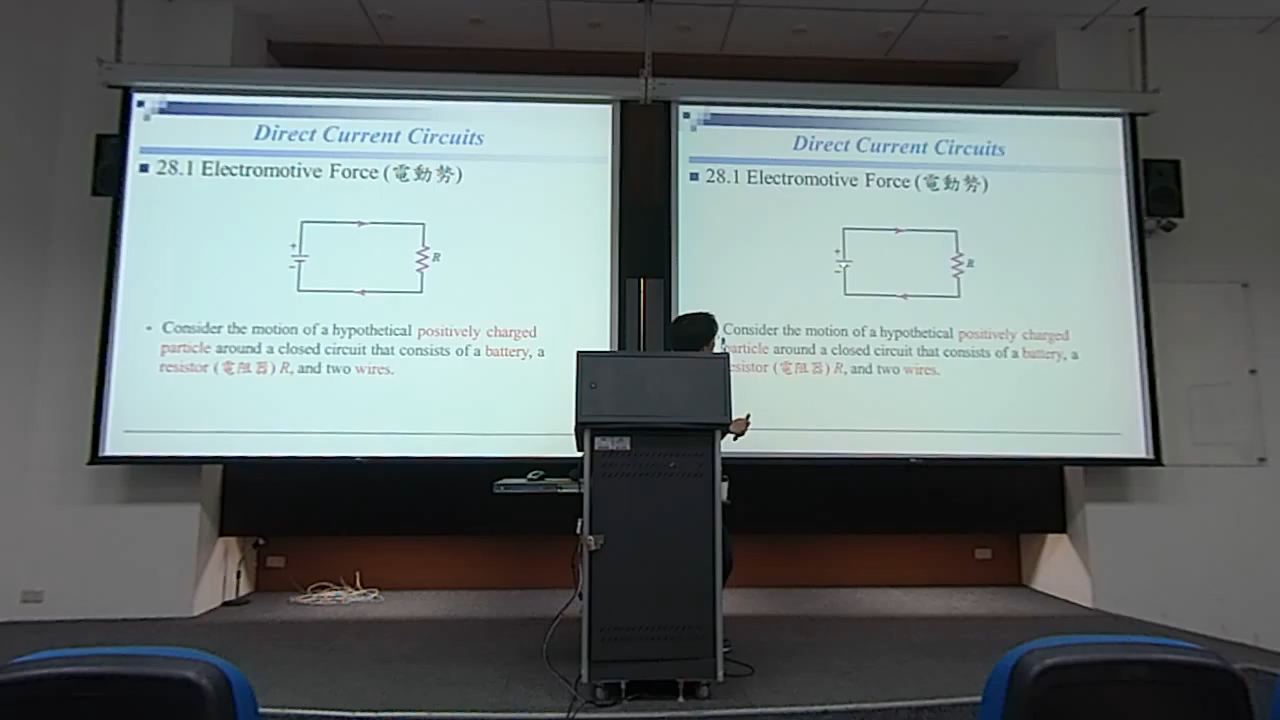 Direct Current Circuits
28.1 Electromotive Force (電動勢)
+
-
R
• Consider the motion of a hypothetical positively charged
particle around a closed circuit that consists of a battery, a
resistor (電阻器) R, and two wires.
Direct Current Circuits
28.1 Electromotive Force (電動勢)
+
-
R
Consider the motion of a hypothetical positively charged
particle around a closed circuit that consists of a battery, a
esistor (電阻器) R, and two wires.